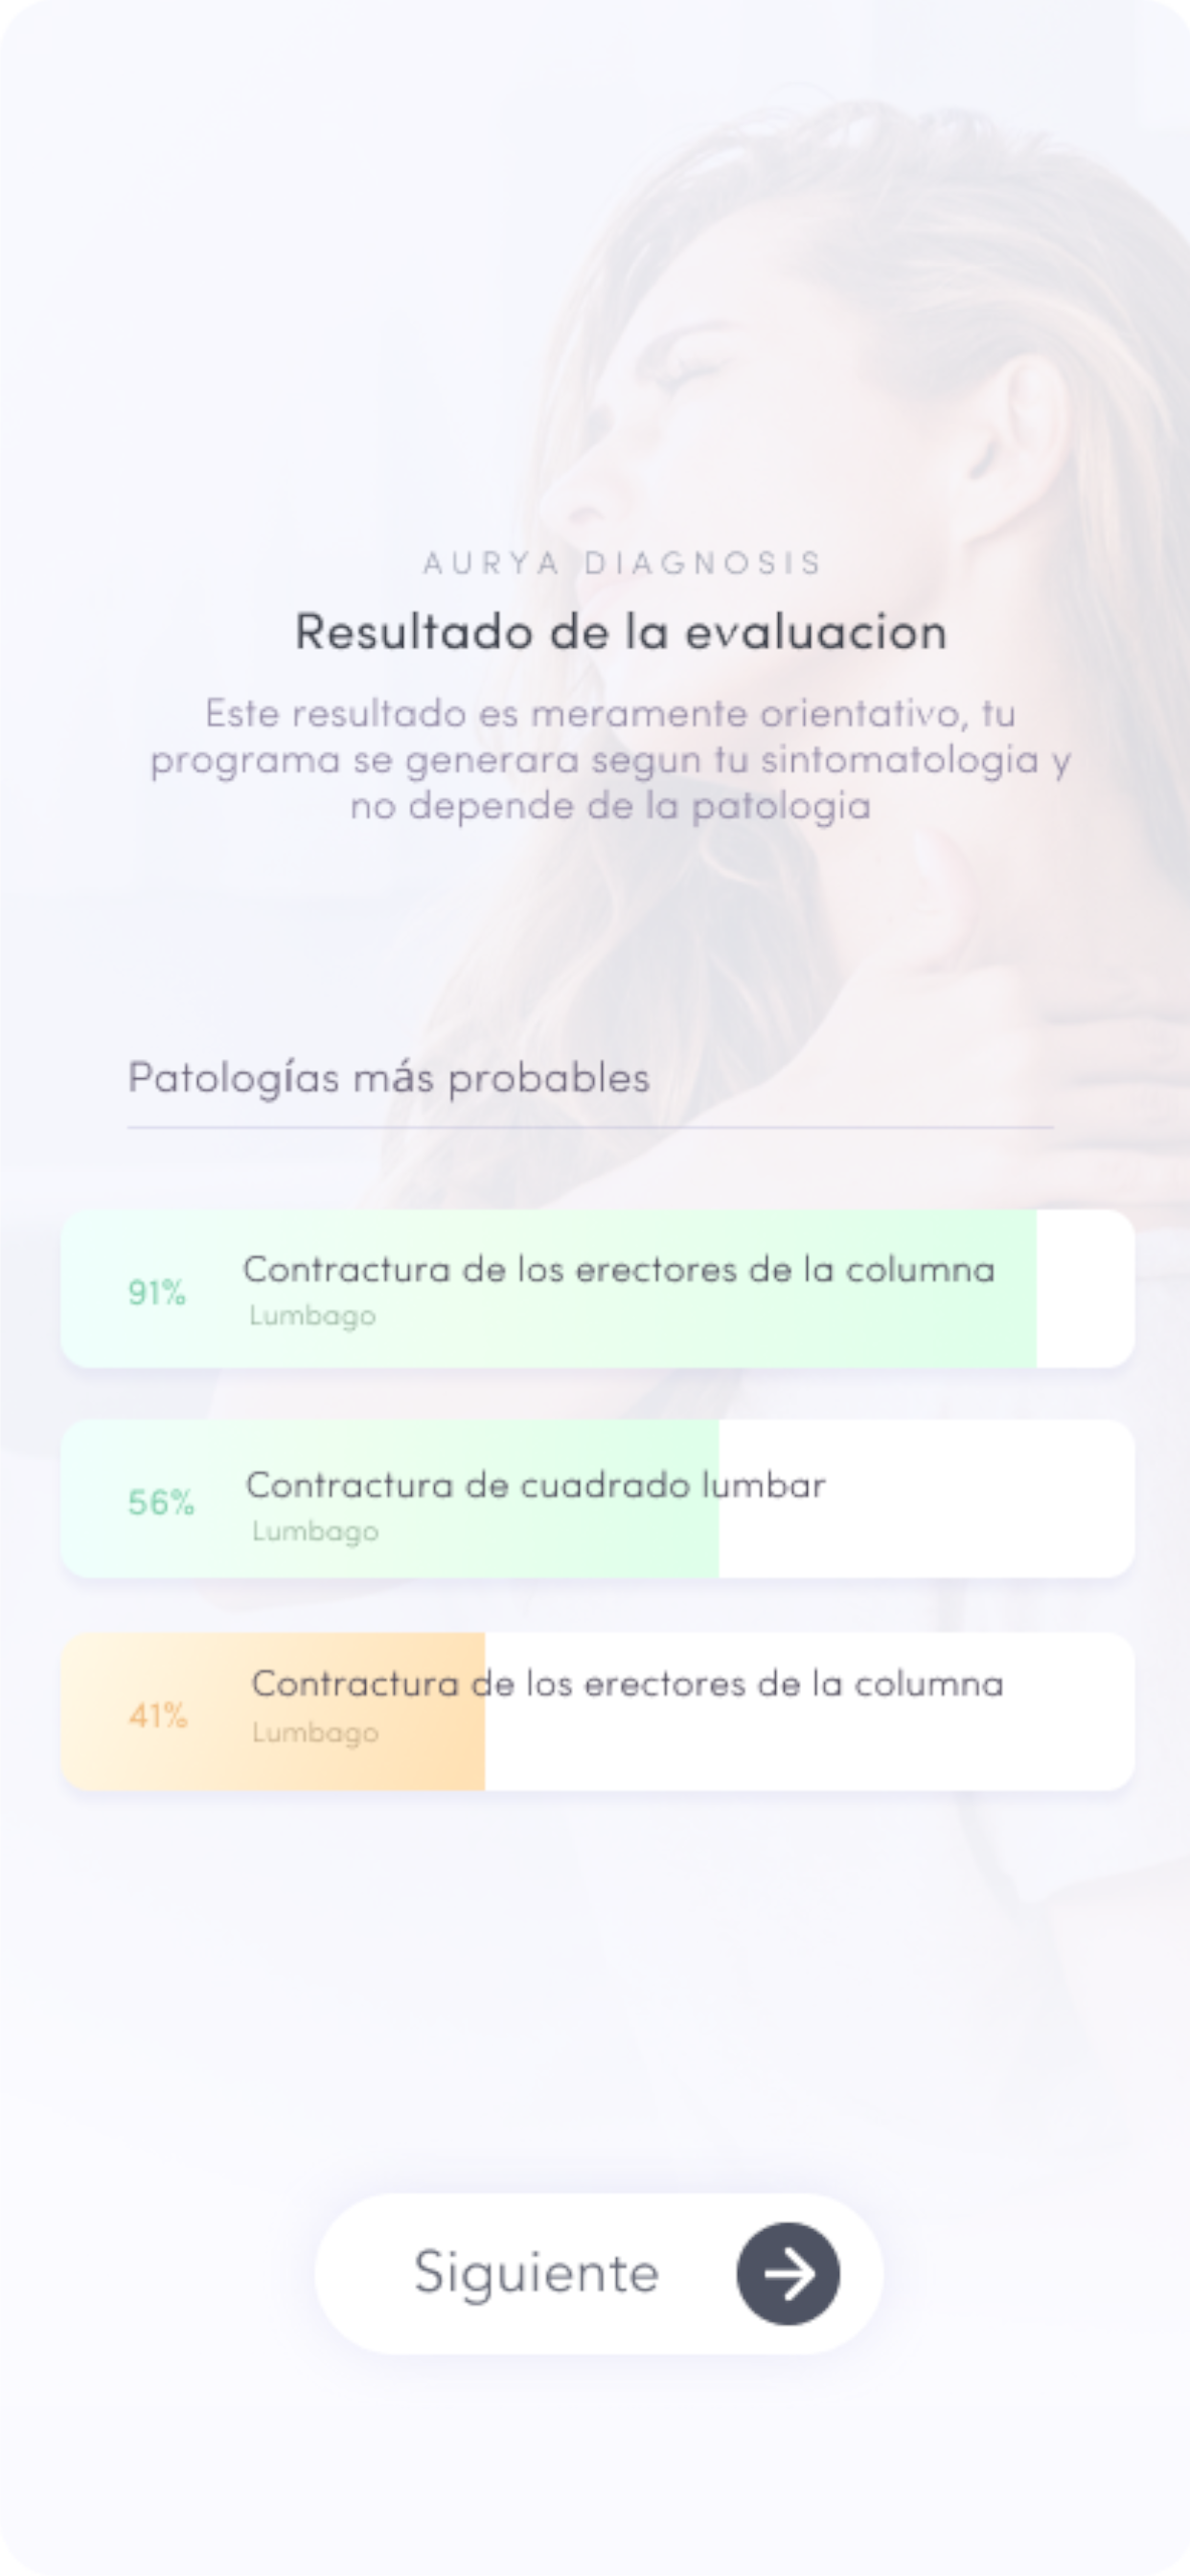 AURYA DIAGNOSIS
Resultado de la evaluacion
Este resultado es meramente orientativo, tu
programa se generara segun tu sintomatologia y
no depende de la patologia
Patologías más probables
91%
Contractura de los erectores de la columna
Lumbago
56%
Contractura de cuadrado lumbar
Lumbago
41%
Contractura de los erectores de la columna
Lumbago
Siguiente